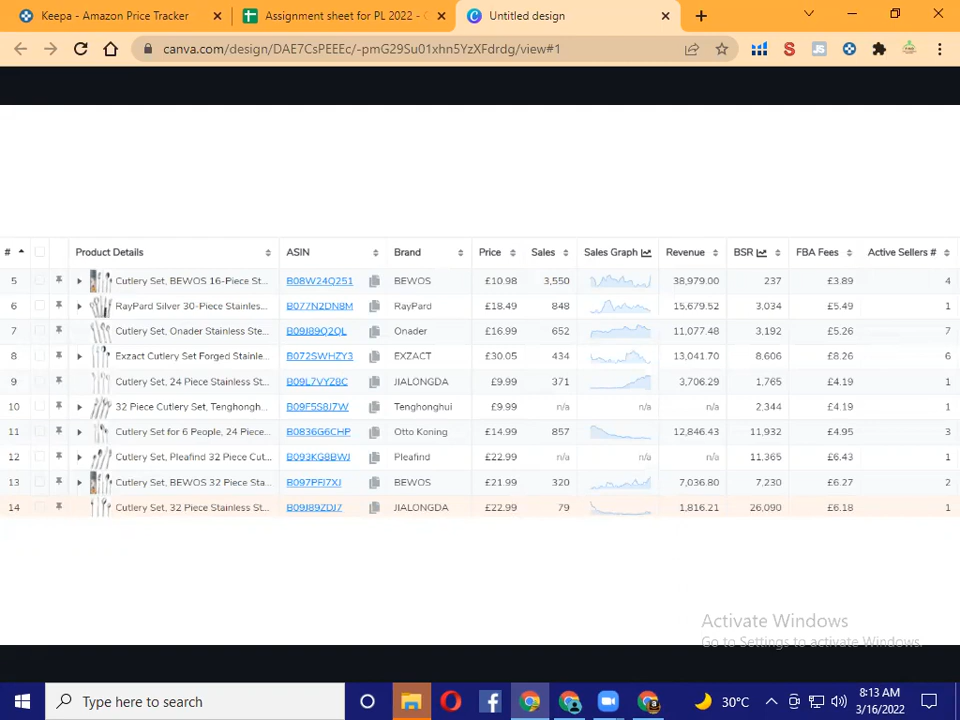 Keepa - Amazon Price Tracker
Assignment sheet for PL 2022 -
Untitled design
canva.com/design/DAE7CsPEEEc/-pmG29Su01xhn5YzXFdrdg/view#1
# Product Details ASIN Brand Price Sales Sales Graph Revenue BSR FBA Fees Active Sellers #
5 Cutlery Set, BEWOS 16-Piece St... B08W24Q251 BEWOS £10.98 3,550 38,979.00 237 £3.89 4
6 RayPard Silver 30-Piece Stainles... B077N2DN8M RayPard £18.49 848 15,679.52 3,034 £5.49 1
7 Cutlery Set, Onader Stainless Ste... B09J89Q2QL Onader £16.99 652 11,077.48 3,192 £5.26 7
8 Exzact Cutlery Set Forged Stainle... B072SWHZY3 EXZACT £30.05 434 13,041.70 8,606 £8.26 6
9 Cutlery Set, 24 Piece Stainless St... B09L7VYZ8C JIALONGDA £9.99 371 3,706.29 1,765 £4.19 1
10 32 Piece Cutlery Set, Tenghongh... B09F5S8J7W Tenghonghui £9.99 n/a n/a n/a 2,344 £4.19 1
11 Cutlery Set for 6 People, 24 Piece... B0836G6CHP Otto Koning £14.99 857 12,846.43 11,932 £4.95 3
12 Cutlery Set, Pleafind 32 Piece Cut... B093KG8BWJ Pleafind £22.99 n/a n/a n/a 11,365 £6.43 1
13 Cutlery Set, BEWOS 32 Piece Sta... B097PFJ7XJ BEWOS £21.99 320 7,036.80 7,230 £6.27 2
14 Cutlery Set, 32 Piece Stainless St... B09J89ZDJ7 JIALONGDA £22.99 79 1,816.21 26,090 £6.18 1
Activate Windows
Go to Settings to activate Windows.
Type here to search
30°C
8:13 AM
3/16/2022